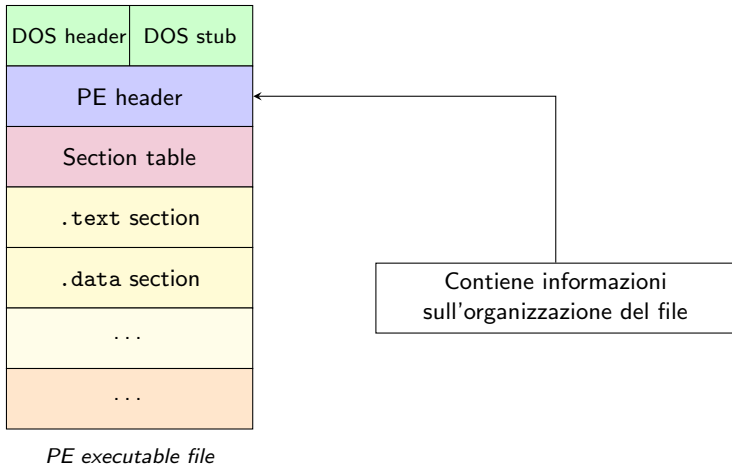 DOS header DOS stub
PE header
Section table
.text section
.data section
...
...
PE executable file
Contiene informazioni
sull'organizzazione del file